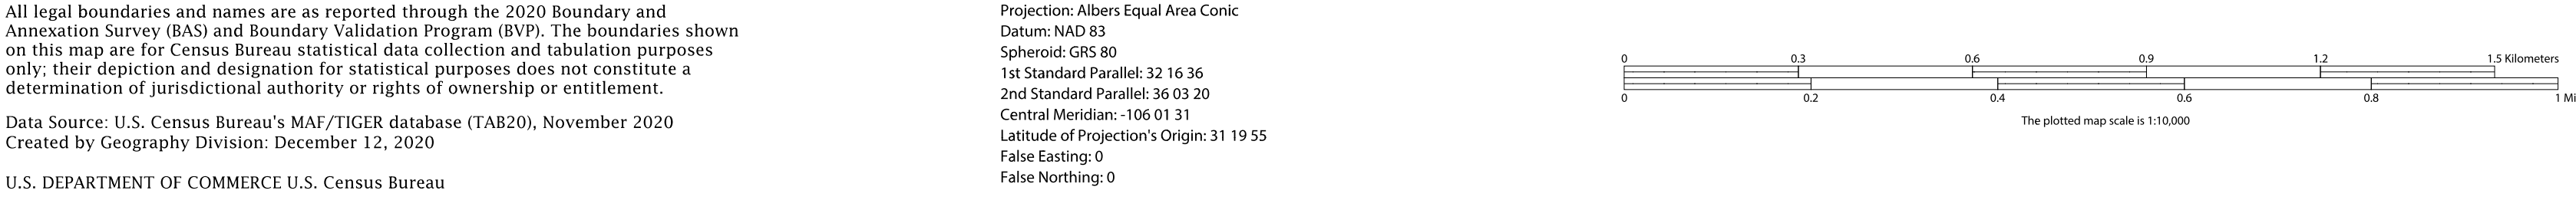 All legal boundaries and names are as reported through the 2020 Boundary and
Annexation Survey (BAS) and Boundary Validation Program (BVP). The boundaries shown
on this map are for Census Bureau statistical data collection and tabulation purposes
only; their depiction and designation for statistical purposes does not constitute a
determination of jurisdictional authority or rights of ownership or entitlement.
Data Source: U.S. Census Bureau's MAF/TIGER database (TAB20), November 2020
Created by Geography Division: December 12, 2020
U.S. DEPARTMENT OF COMMERCE U.S. Census Bureau
Projection: Albers Equal Area Conic
Datum: NAD 83
Spheroid: GRS 80
1st Standard Parallel: 32 16 36
2nd Standard Parallel: 36 03 20
Central Meridian: -106 01 31
Latitude of Projection's Origin: 31 19 55
False Easting: 0
False Northing: 0
0 0.3 0.6 0.9 1.2 1.5 Kilometers
0 0.2 0.4 0.6 0.8 1 Mi
The plotted map scale is 1:10,000